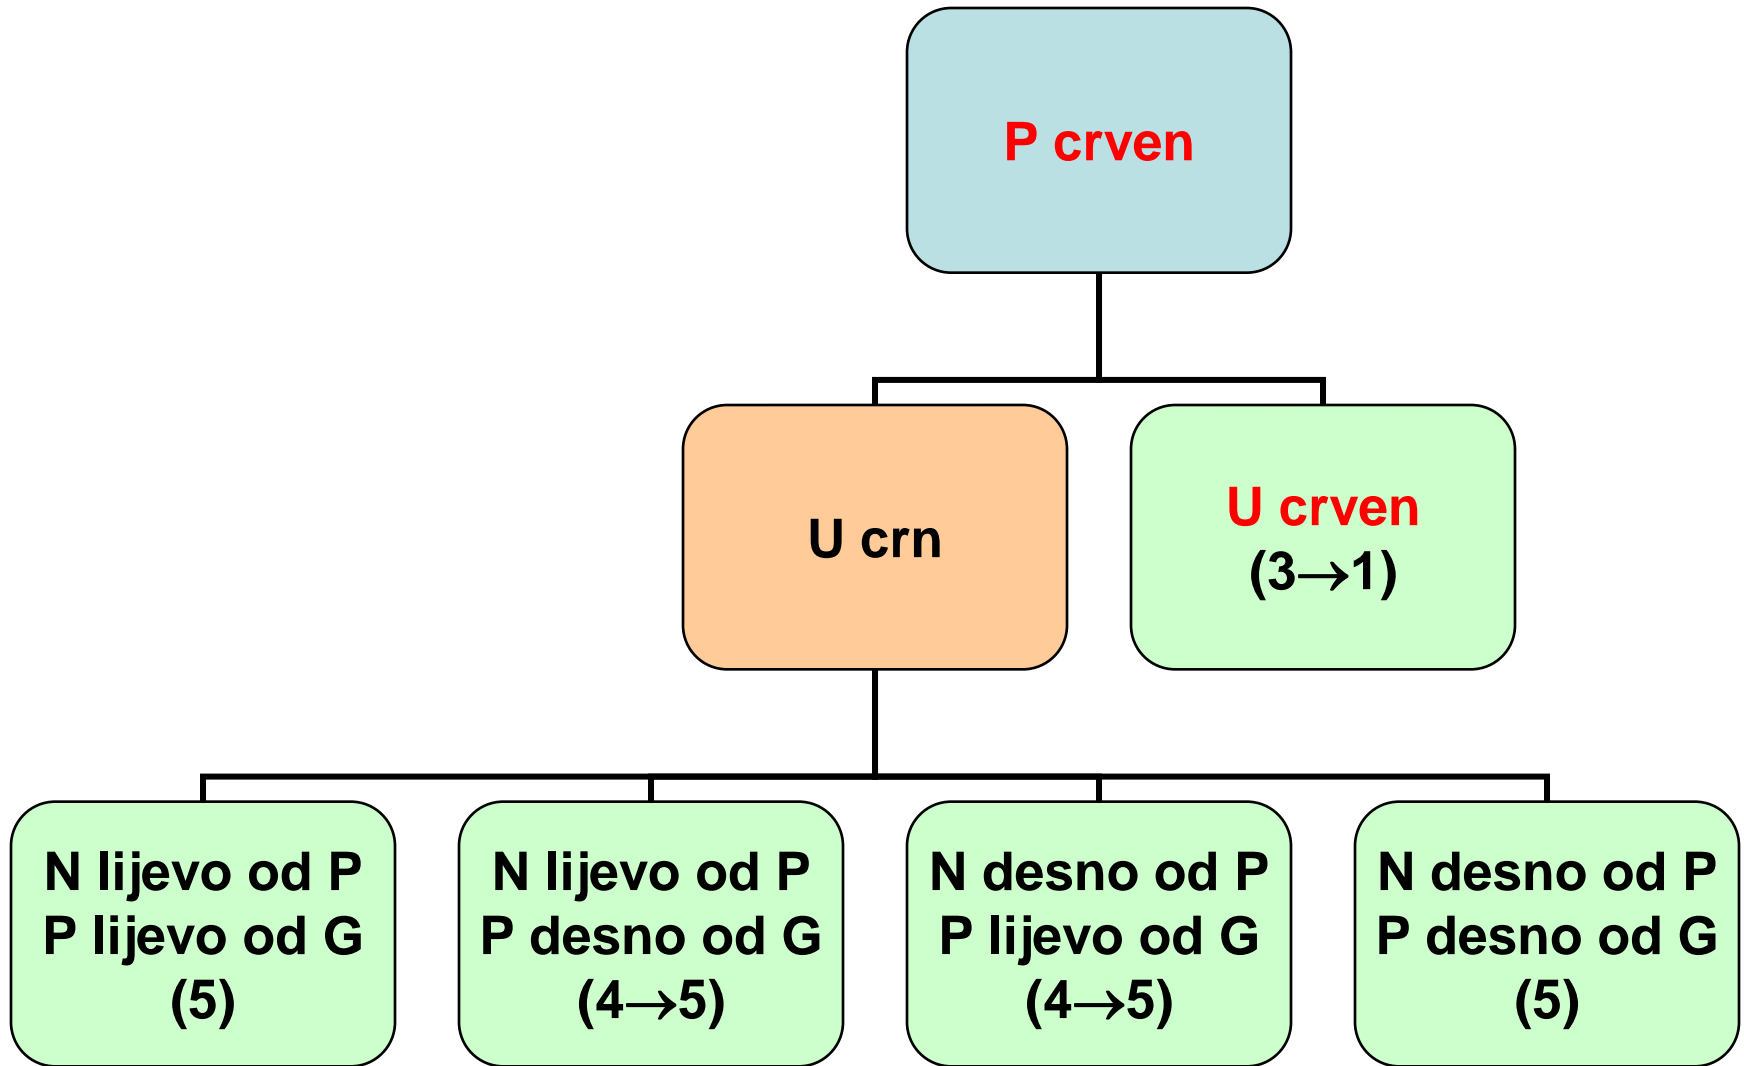 P crven
U crn
U crven
(3→1)
N lijevo od P
P lijevo od G
(5)
N lijevo od P
P desno od G
(4→5)
N desno od P
P lijevo od G
(4→5)
N desno od P
P desno od G
(5)